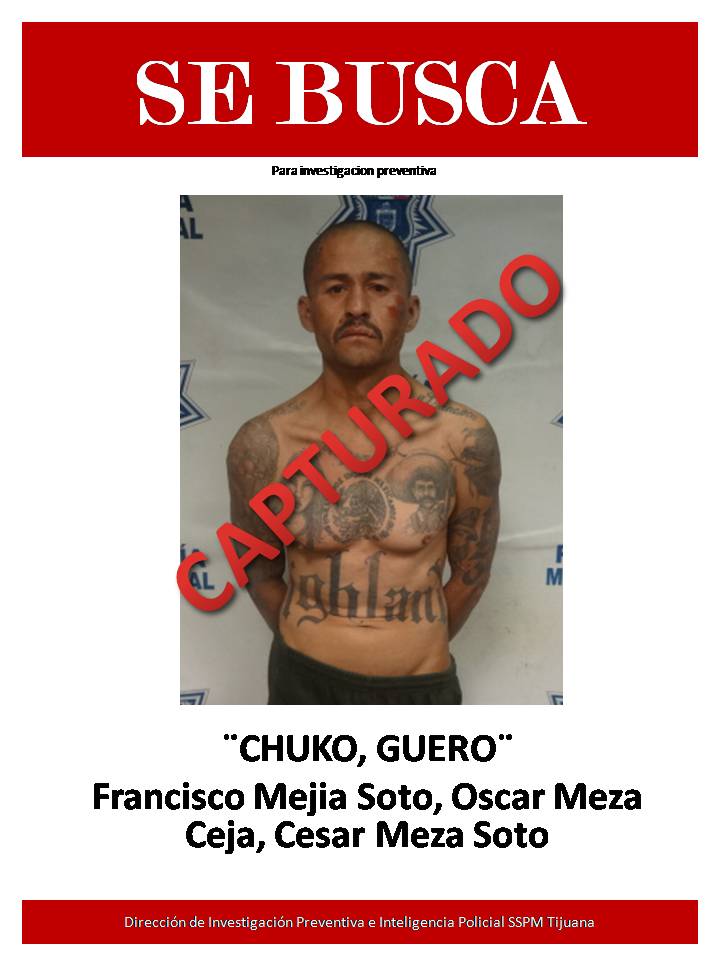 SE BUSCA
Para investigacion preventiva
CAPTURADO
¨CHUKO, GUERO¨
Francisco Mejia Soto, Oscar Meza
Ceja, Cesar Meza Soto
Dirección de Investigación Preventiva e Inteligencia Policial SSPM Tijuana